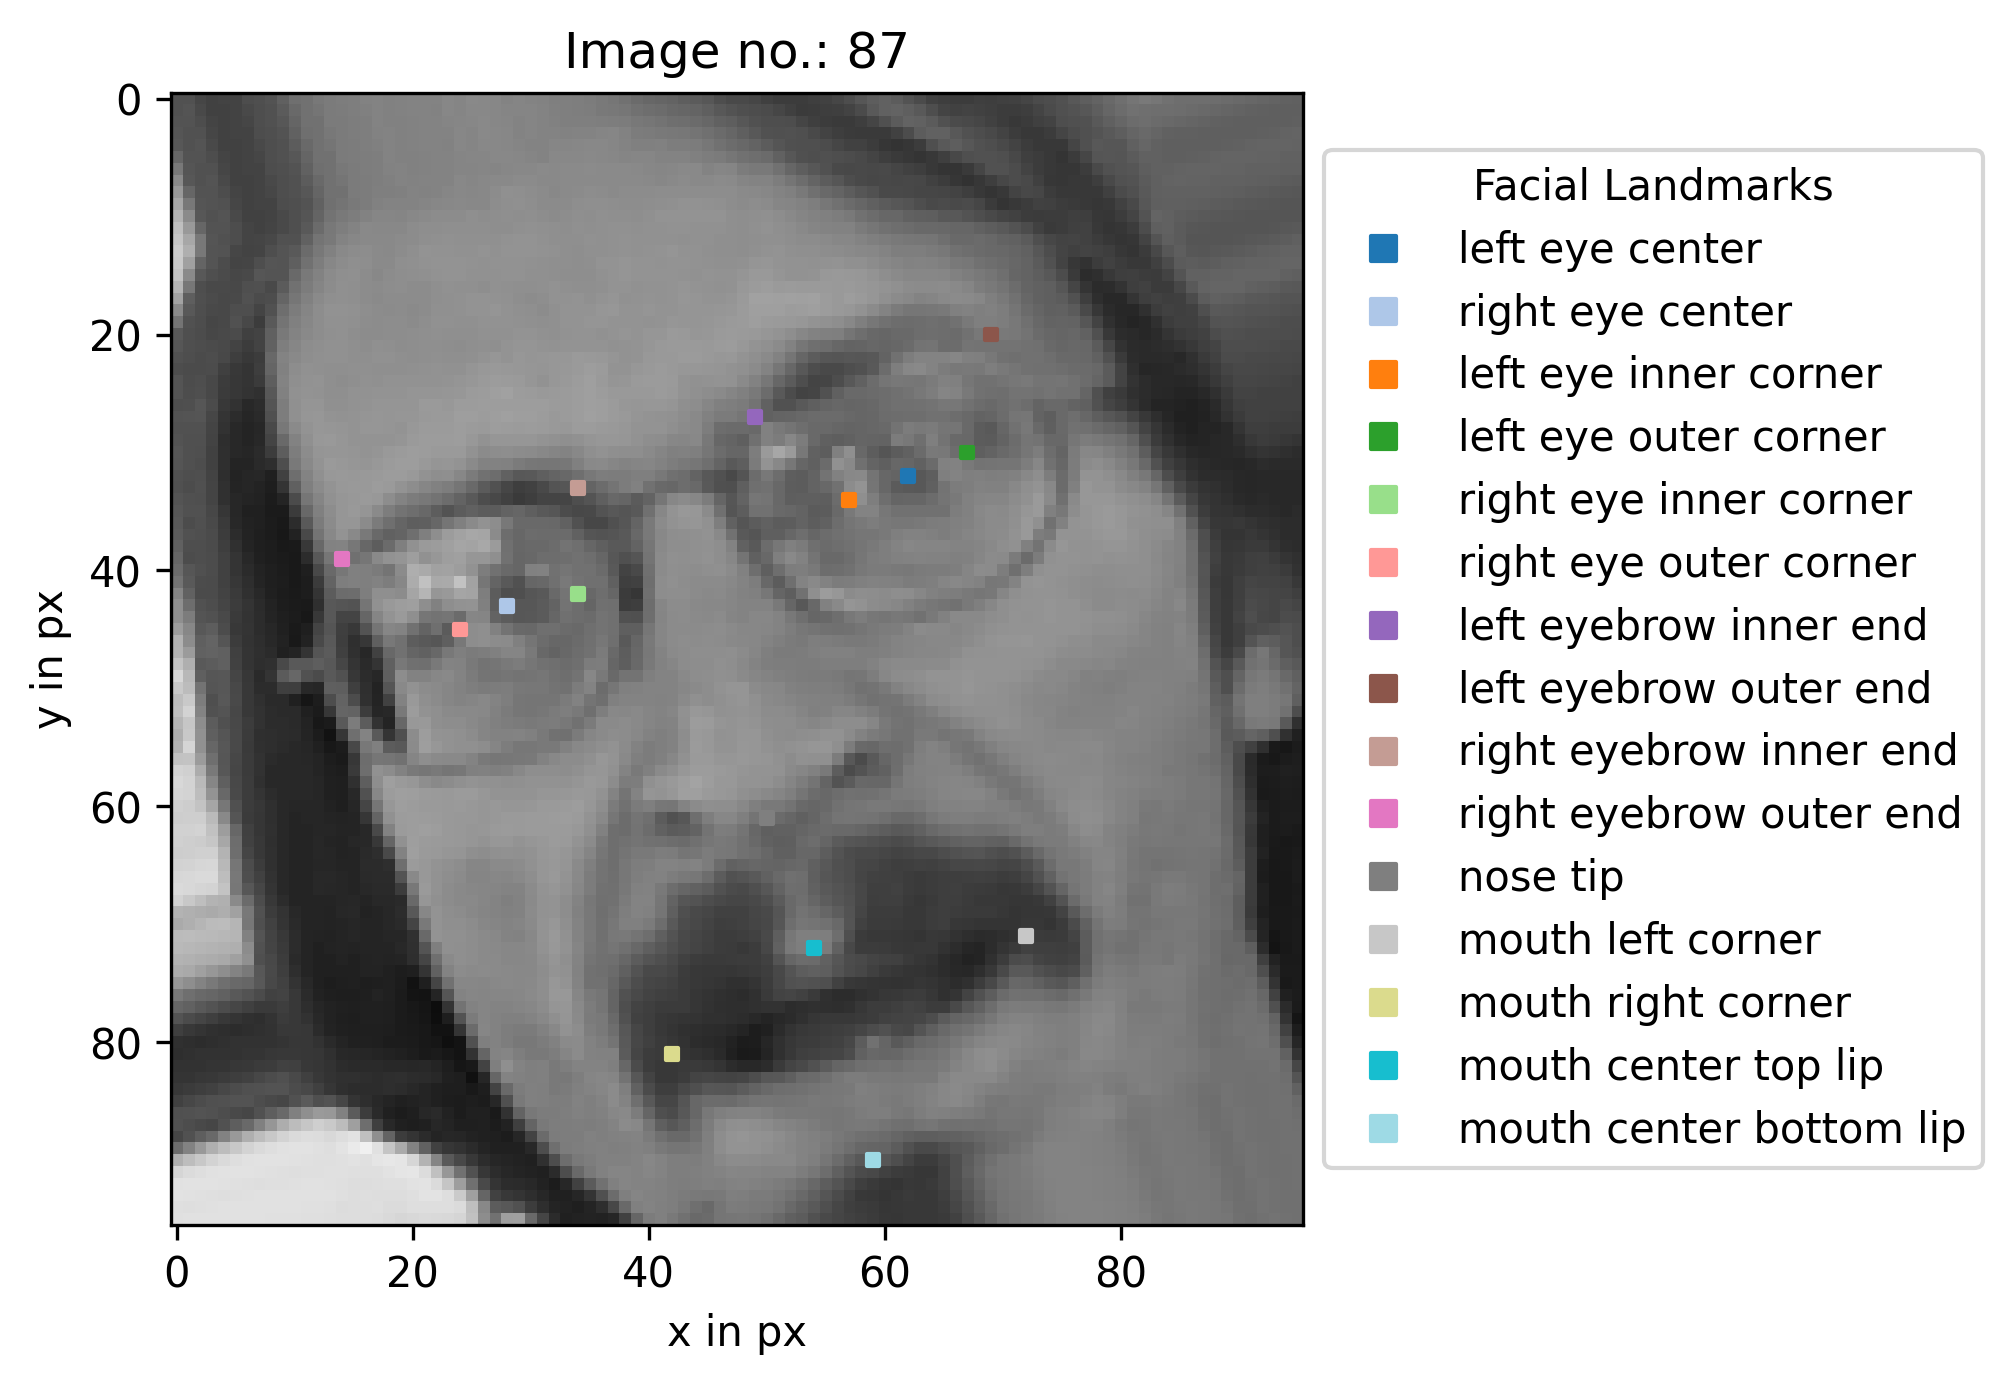 Image no.: 87
0
20
40
60
80
y in px
0 20 40 60 80
x in px
Facial Landmarks
left eye center
right eye center
left eye inner corner
left eye outer corner
right eye inner corner
right eye outer corner
left eyebrow inner end
left eyebrow outer end
right eyebrow inner end
right eyebrow outer end
nose tip
mouth left corner
mouth right corner
mouth center top lip
mouth center bottom lip